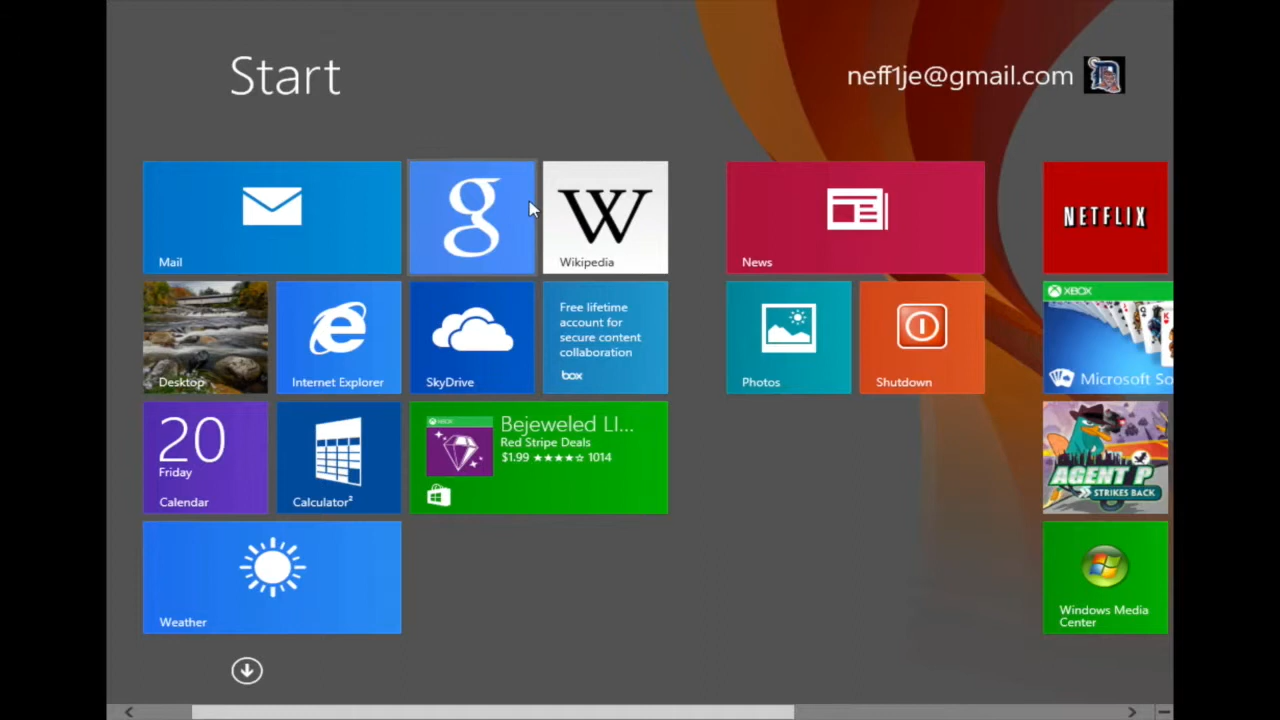 Start
neff1je@gmail.com
Mail
g
W
Wikipedia
News
NETFLIX
Desktop
Internet Explorer
SkyDrive
Free lifetime
account for
secure content
collaboration
box
Photos
Shutdown
XBOX
Microsoft So
20
Friday
Calendar
Calculator²
XBOX
Bejeweled LI...
Red Stripe Deals
$1.99 ★★★★☆ 1014
AGENT P
STRIKES BACK
Weather
Windows Media
Center